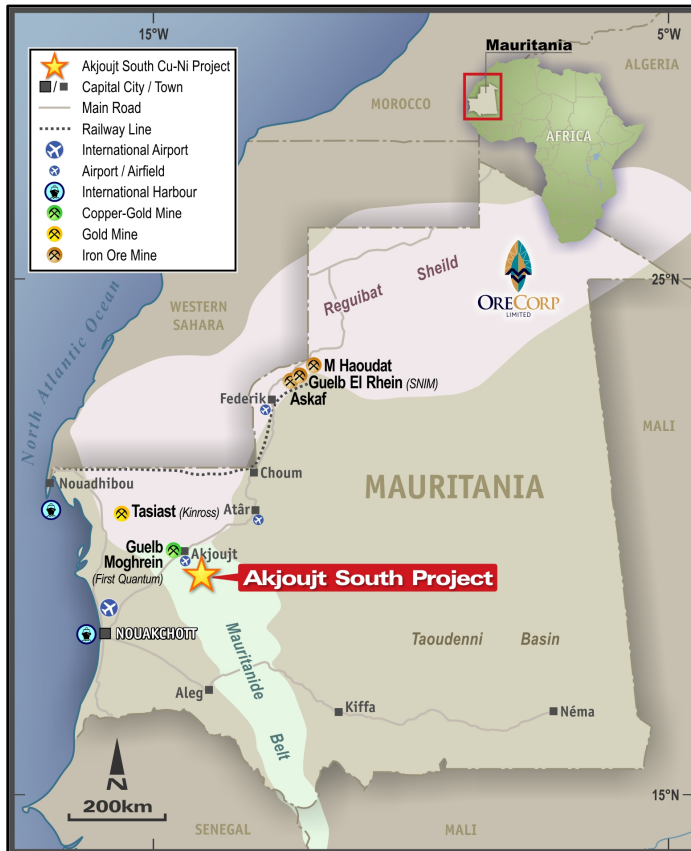 15°W
5°W
Akjoujt South Cu-Ni Project
Capital City / Town
Main Road
Railway Line
International Airport
Airport / Airfield
International Harbour
Copper-Gold Mine
Gold Mine
Iron Ore Mine
Mauritania
ALGERIA
MOROCCO
AFRICA
Reguibat Sheild
ORECORP
LIMITED
25°N
WESTERN
SAHARA
North Atlantic Ocean
M Haoudat
Guelb El Rhein (SNIM)
Askaf
Federik
MALI
Choum
MAURITANIA
Nouadhibou
Tasiast (Kinross)
Atâr
Guelb
Moghrein
(First Quantum)
Akjoujt
Akjoujt South Project
NOUAKCHOTT
Mauritanide
Belt
Taoudenni Basin
Aleg
Kiffa
Néma
N
200km
15°N
SENEGAL
MALI